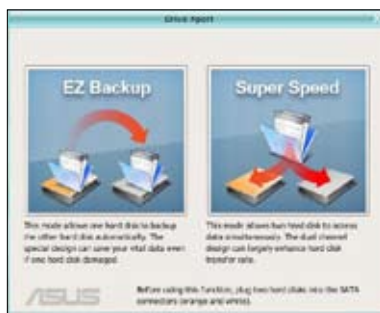 Drive Xpert
EZ Backup
Super Speed
This mode allows one hard disk to backup
the other hard disk automatically. The
special design can save your vital data even
if one hard disk damaged.
This mode allows two hard disk to access
data simultaneously. The dual channel
design can largely enhance hard disk
transfer rate.
ASUS
Before using this function, plug two hard disks into the SATA
connectors (orange and white).